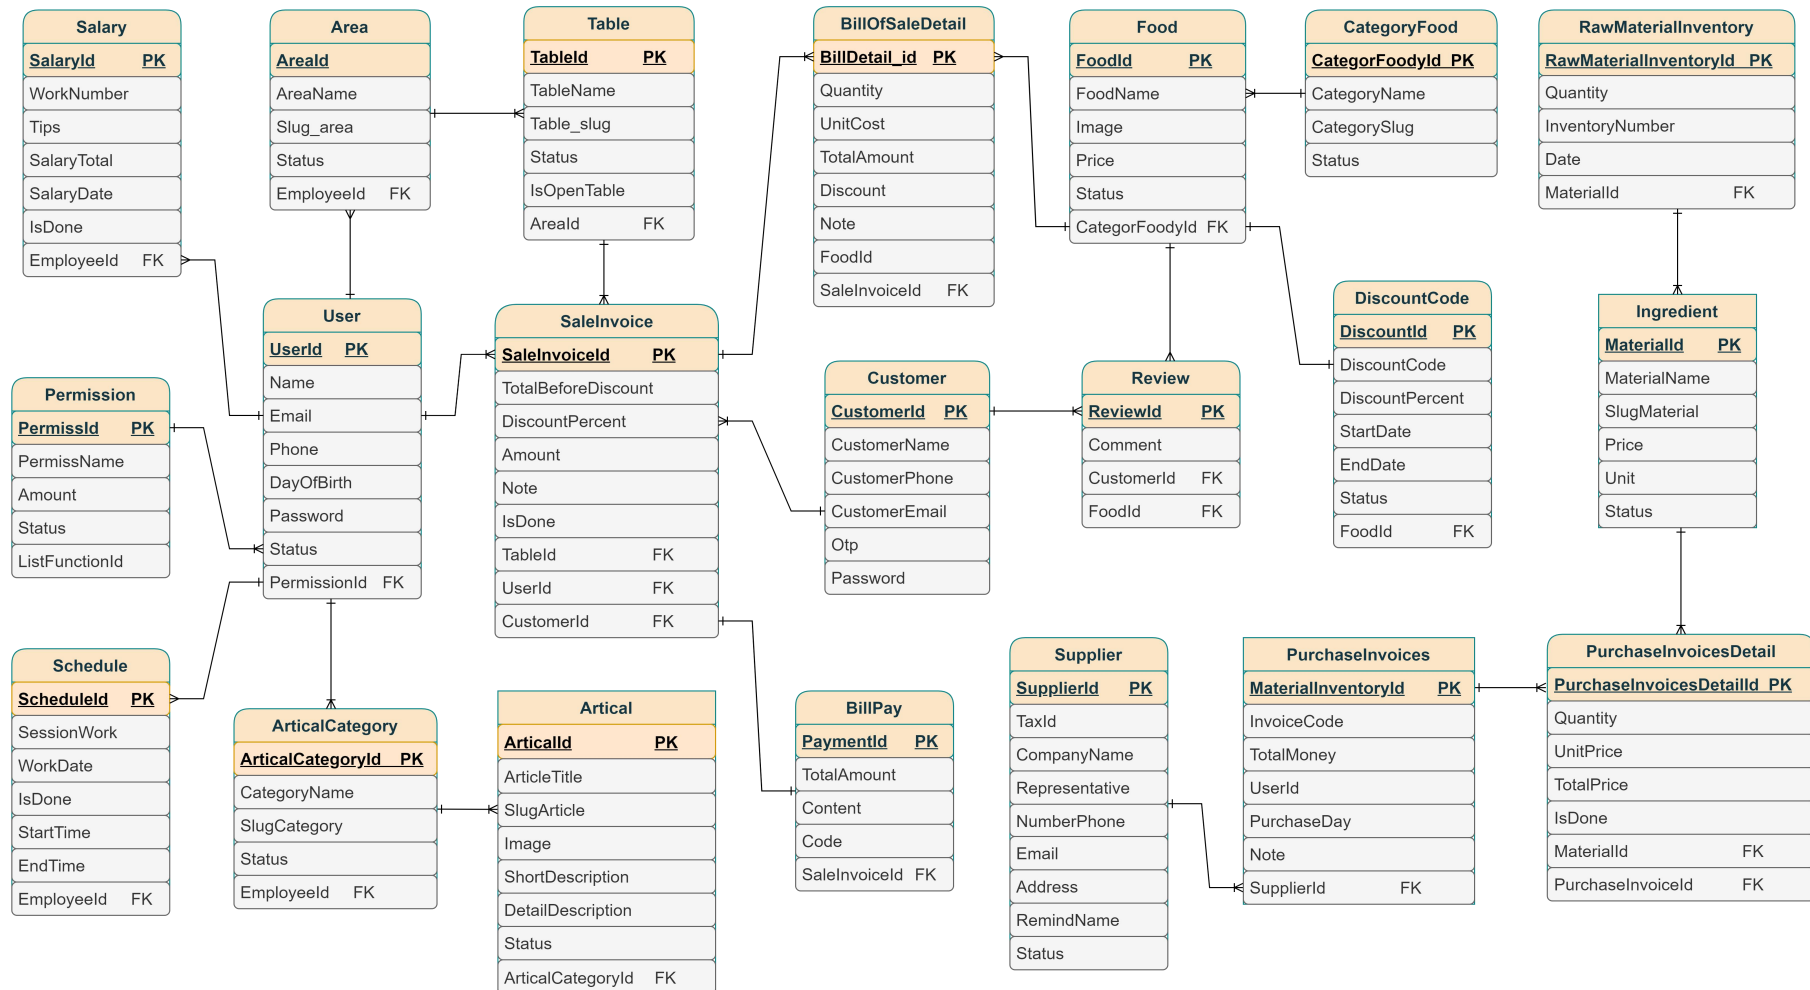 Salary
SalaryId PK
WorkNumber
Tips
SalaryTotal
SalaryDate
IsDone
EmployeeId FK
Area
AreaId
AreaName
Slug_area
Status
EmployeeId FK
Table
TableId PK
TableName
Table_slug
Status
IsOpenTable
AreaId FK
BillOfSaleDetail
BillDetail_id PK
Quantity
UnitCost
TotalAmount
Discount
Note
FoodId
SaleInvoiceId FK
Food
FoodId PK
FoodName
Image
Price
Status
CategorFoodyId FK
CategoryFood
CategorFoodyId PK
CategoryName
CategorySlug
Status
RawMaterialInventory
RawMaterialInventoryId PK
Quantity
InventoryNumber
Date
MaterialId FK
User
UserId PK
Name
Email
Phone
DayOfBirth
Password
Status
PermissionId FK
SaleInvoice
SaleInvoiceId PK
TotalBeforeDiscount
DiscountPercent
Amount
Note
IsDone
TableId FK
UserId FK
CustomerId FK
Customer
CustomerId PK
CustomerName
CustomerPhone
CustomerEmail
Otp
Password
Review
ReviewId PK
Comment
CustomerId FK
FoodId FK
DiscountCode
DiscountId PK
DiscountCode
DiscountPercent
StartDate
EndDate
Status
FoodId FK
Ingredient
MaterialId PK
MaterialName
SlugMaterial
Price
Unit
Status
Permission
PermissId PK
PermissName
Amount
Status
ListFunctionId
Schedule
ScheduleId PK
SessionWork
WorkDate
IsDone
StartTime
EndTime
EmployeeId FK
ArticalCategory
ArticalCategoryId PK
CategoryName
SlugCategory
Status
EmployeeId FK
Artical
ArticalId PK
ArticleTitle
SlugArticle
Image
ShortDescription
DetailDescription
Status
ArticalCategoryId FK
BillPay
PaymentId PK
TotalAmount
Content
Code
SaleInvoiceId FK
Supplier
SupplierId PK
TaxId
CompanyName
Representative
NumberPhone
Email
Address
RemindName
Status
PurchaseInvoices
MaterialInventoryId PK
InvoiceCode
TotalMoney
UserId
PurchaseDay
Note
SupplierId FK
PurchaseInvoicesDetail
PurchaseInvoicesDetailId PK
Quantity
UnitPrice
TotalPrice
IsDone
MaterialId FK
PurchaseInvoiceId FK